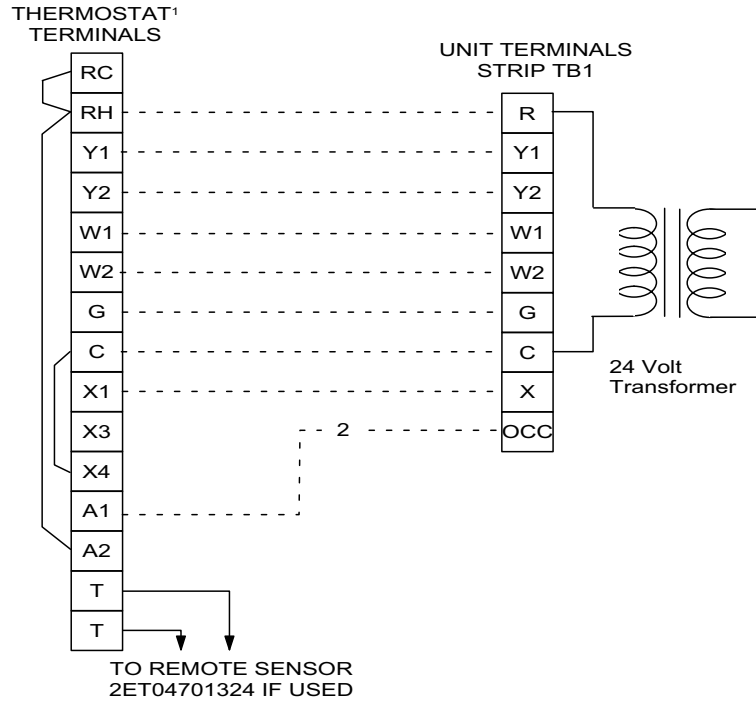 THERMOSTAT¹
TERMINALS
UNIT TERMINALS
STRIP TB1
RC
RH
R
Y1
Y1
Y2
Y2
W1
W1
W2
W2
G
G
C
C
24 Volt
Transformer
X1
X
X3
2
OCC
X4
A1
A2
T
T
TO REMOTE SENSOR
2ET04701324 IF USED